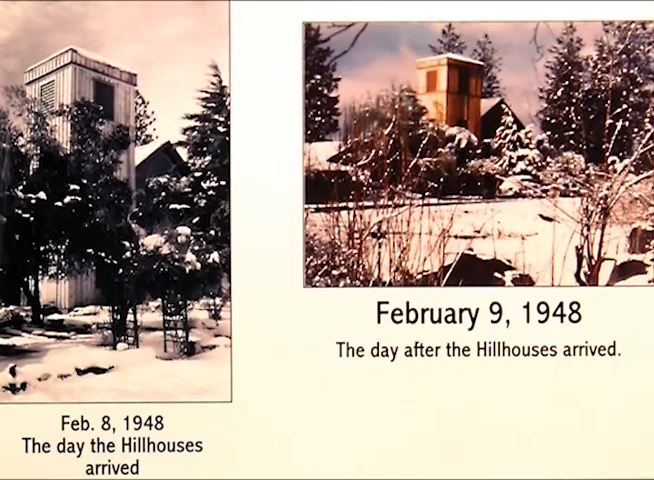 Feb. 8, 1948
The day the Hillhouses
arrived
February 9, 1948
The day after the Hillhouses arrived.